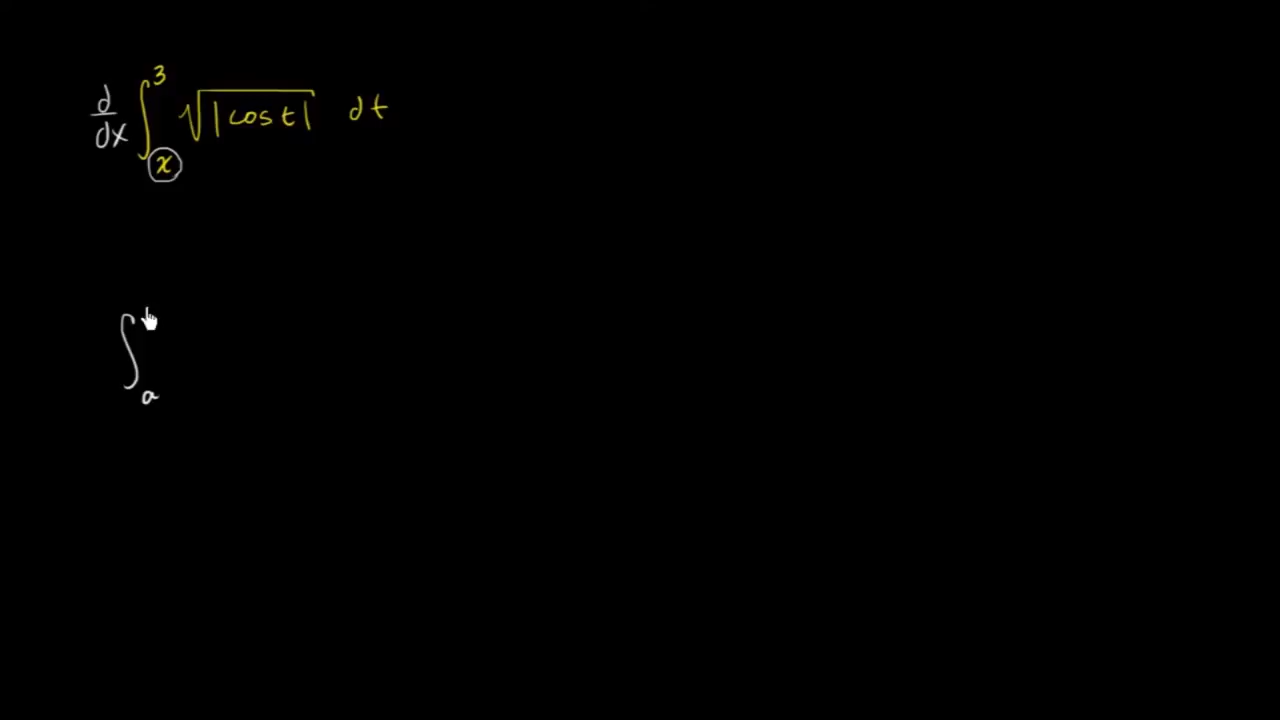 d/dx ∫_x^3 √|cos t| dt
∫_a